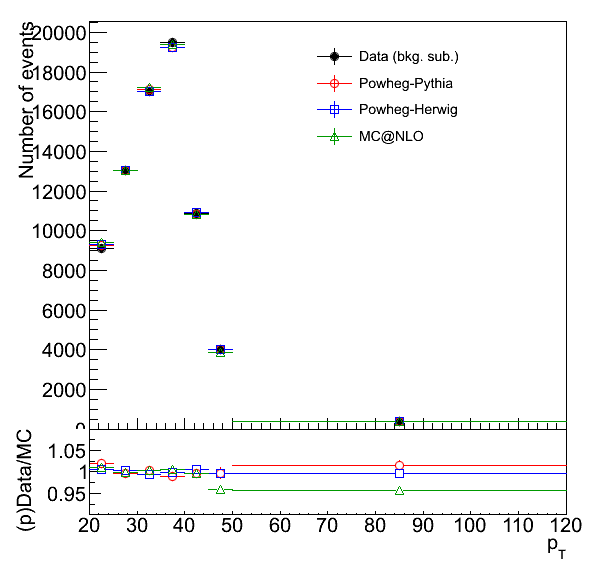 Number of events
20000
18000
16000
14000
12000
10000
8000
6000
4000
2000
0
Data (bkg. sub.)
Powheg-Pythia
Powheg-Herwig
MC@NLO
(p)Data/MC
1.05
1
0.95
20 30 40 50 60 70 80 90 100 110 120
pT